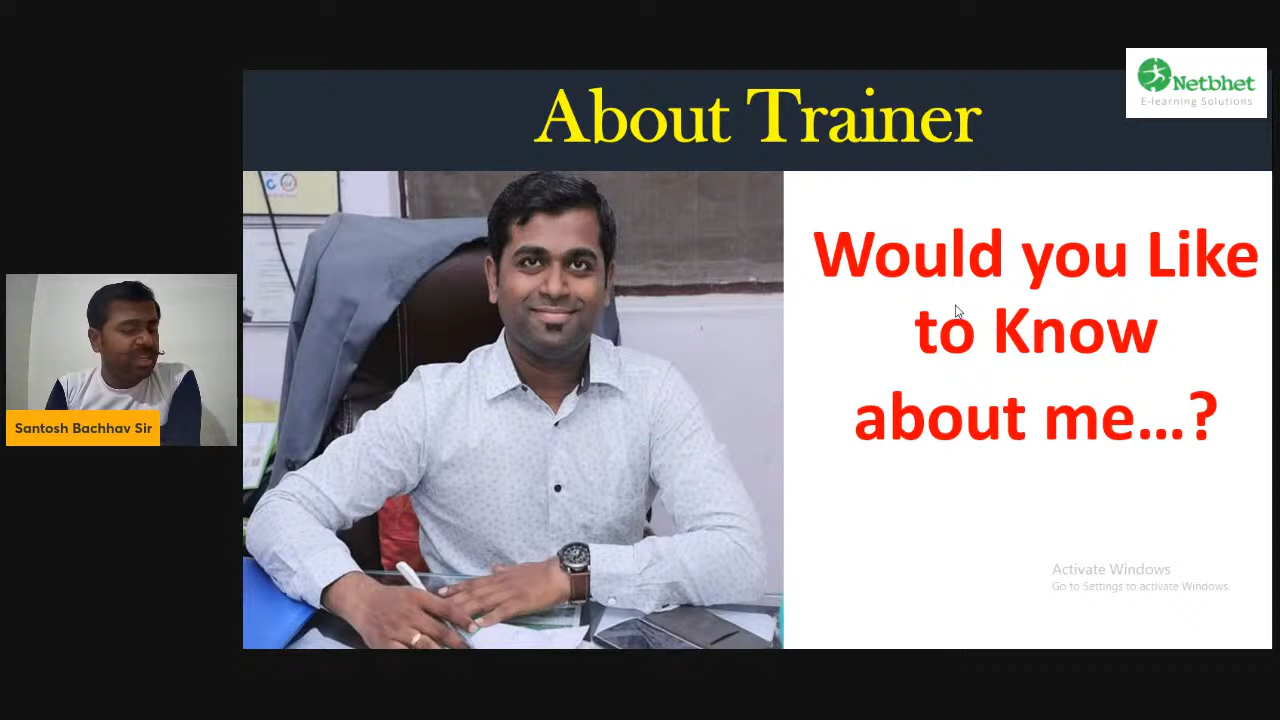 About Trainer
Netbhet
E-learning Solutions
Would you Like
to Know
about me...?
Santosh Bachhav Sir
Activate Windows
Go to Settings to activate Windows.